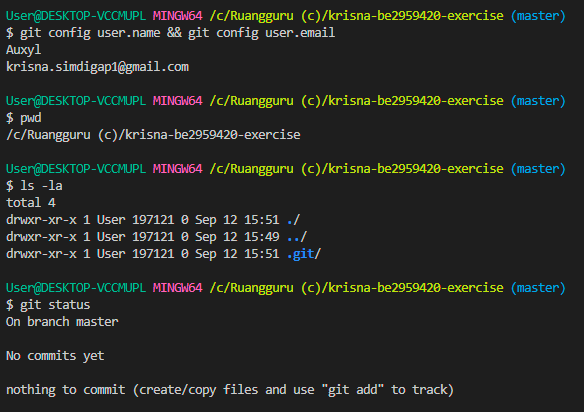 User@DESKTOP-VCCMUPL MINGW64 /c/Ruangguru (c)/krisna-be2959420-exercise (master)
$ git config user.name && git config user.email
Auxyl
krisna.simdigap1@gmail.com
User@DESKTOP-VCCMUPL MINGW64 /c/Ruangguru (c)/krisna-be2959420-exercise (master)
$ pwd
/c/Ruangguru (c)/krisna-be2959420-exercise
User@DESKTOP-VCCMUPL MINGW64 /c/Ruangguru (c)/krisna-be2959420-exercise (master)
$ ls -la
total 4
drwxr-xr-x 1 User 197121 0 Sep 12 15:51 ./
drwxr-xr-x 1 User 197121 0 Sep 12 15:49 ../
drwxr-xr-x 1 User 197121 0 Sep 12 15:51 .git/
User@DESKTOP-VCCMUPL MINGW64 /c/Ruangguru (c)/krisna-be2959420-exercise (master)
$ git status
On branch master
No commits yet
nothing to commit (create/copy files and use "git add" to track)